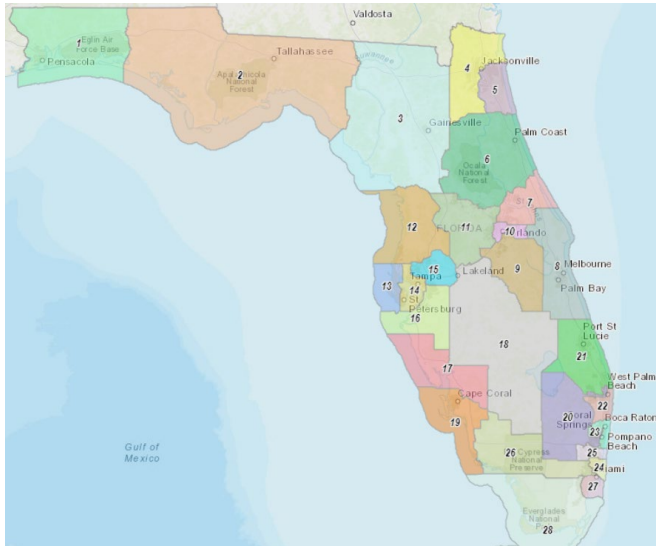 Valdosta
1
Eglin Air
Force Base
Pensacola
2
Tallahassee
Apalachicola
National
Forest
4
Jacksonville
5
3
Gainesville
Palm Coast
6
Ocala
National
Forest
7
12
FLORIDA
11
10
Orlando
13
15
Tampa
14
St
Petersburg
Lakeland
9
8
Melbourne
Palm Bay
16
18
Port St
Lucie
21
17
West Palm
Beach
Cape Coral
19
20
Coral
Springs
22
Boca Raton
23
Pompano
Beach
Gulf of
Mexico
26
Cypress
National
Preserve
25
24
27
Everglades
National
28